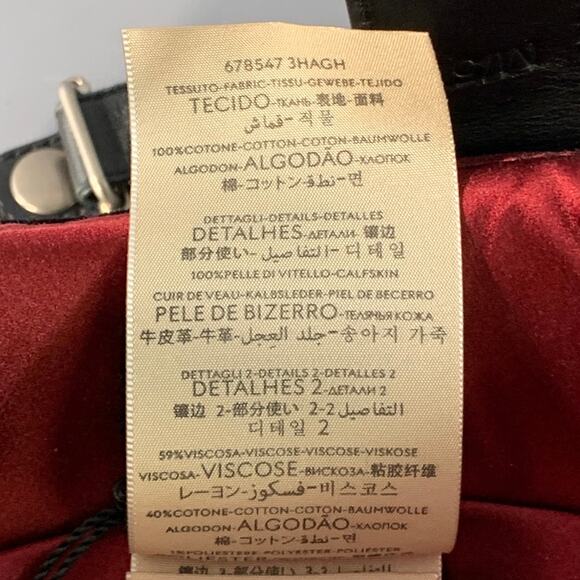 678547 3HAGH
TESSUTO-FABRIC-TISSU-GEWEBE-TEJIDO
TECIDO-ТКАНЬ-表地-面料
قماش-직물
100%COTONE-COTTON-COTON-BAUMWOLLE
ALGODON-ALGODÃO-ХЛОПОК
棉-コットン-نطة-면
DETTAGLI-DETAILS-DETALLES
DETALHES-ДЕТАЛИ-镶边
部分使い-التفاصيل-디테일
100%PELLE DI VITELLO-CALFSKIN
CUIR DE VEAU-KALBSLEDER-PIEL DE BECERRO
PELE DE BIZERRO-ТЕЛЯЧЬЯ КОЖА
牛皮革-牛革-جلد العجل-송아지 가죽
DETTAGLI 2-DETAILS 2-DETALLES 2
DETALHES 2-ДЕТАЛИ 2
镶边 2-部分使い 2-التفاصيل 2
디테일 2
59%VISCOSA-VISCOSE-VISCOSE-VISKOSE
VISCOSA-VISCOSE-ВИСКОЗА-粘胶纤维
レーヨン-فسكوز-비스코스
40%COTONE-COTTON-COTON-BAUMWOLLE
ALGODON-ALGODÃO-ХЛОПОК
棉-コットン-نطة-면
1%POLIESTERE-POLYESTER-POLIÉSTER